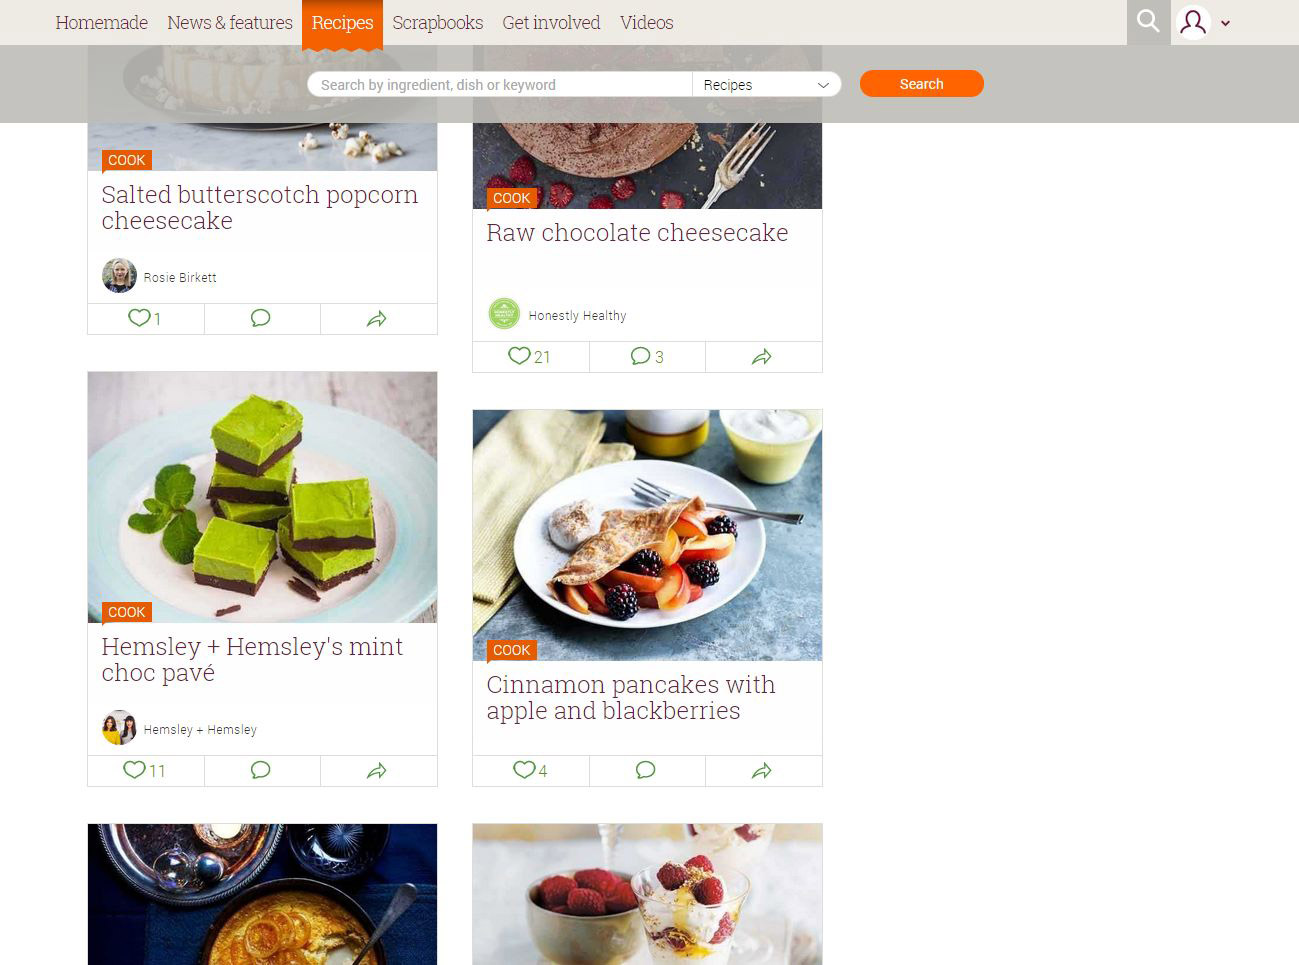 Homemade
News & features
Recipes
Scrapbooks
Get involved
Videos
Search by ingredient, dish or keyword
Recipes
Search
COOK
Salted butterscotch popcorn
cheesecake
Rosie Birkett
1
COOK
Raw chocolate cheesecake
Honestly Healthy
21
3
COOK
Hemsley + Hemsley's mint
choc pavé
Hemsley + Hemsley
11
COOK
Cinnamon pancakes with
apple and blackberries
4